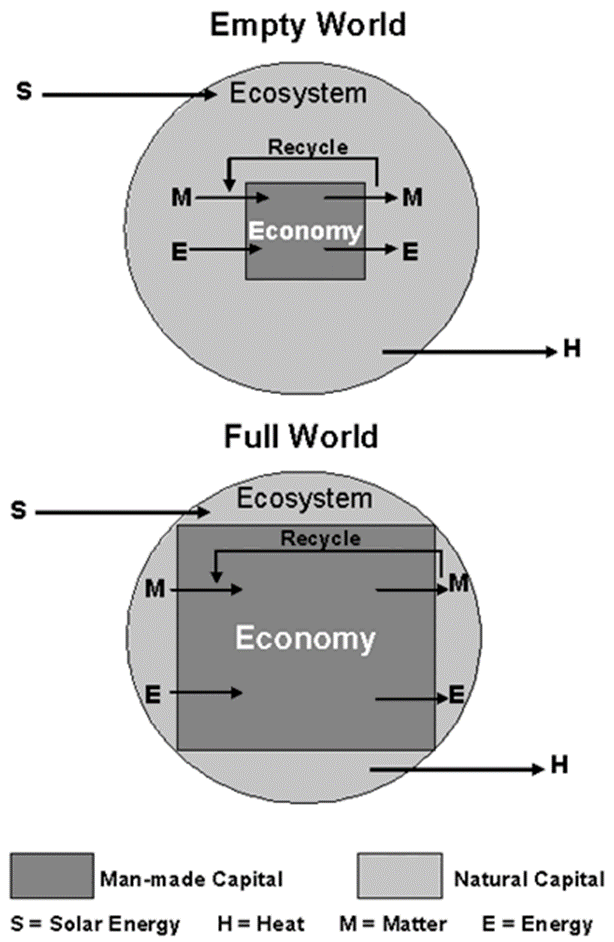 Empty World
S
Ecosystem
Recycle
M M
Economy
E E
H
Full World
S
Ecosystem
Recycle
M M
Economy
E E
H
Man-made Capital Natural Capital
S = Solar Energy H = Heat M = Matter E = Energy